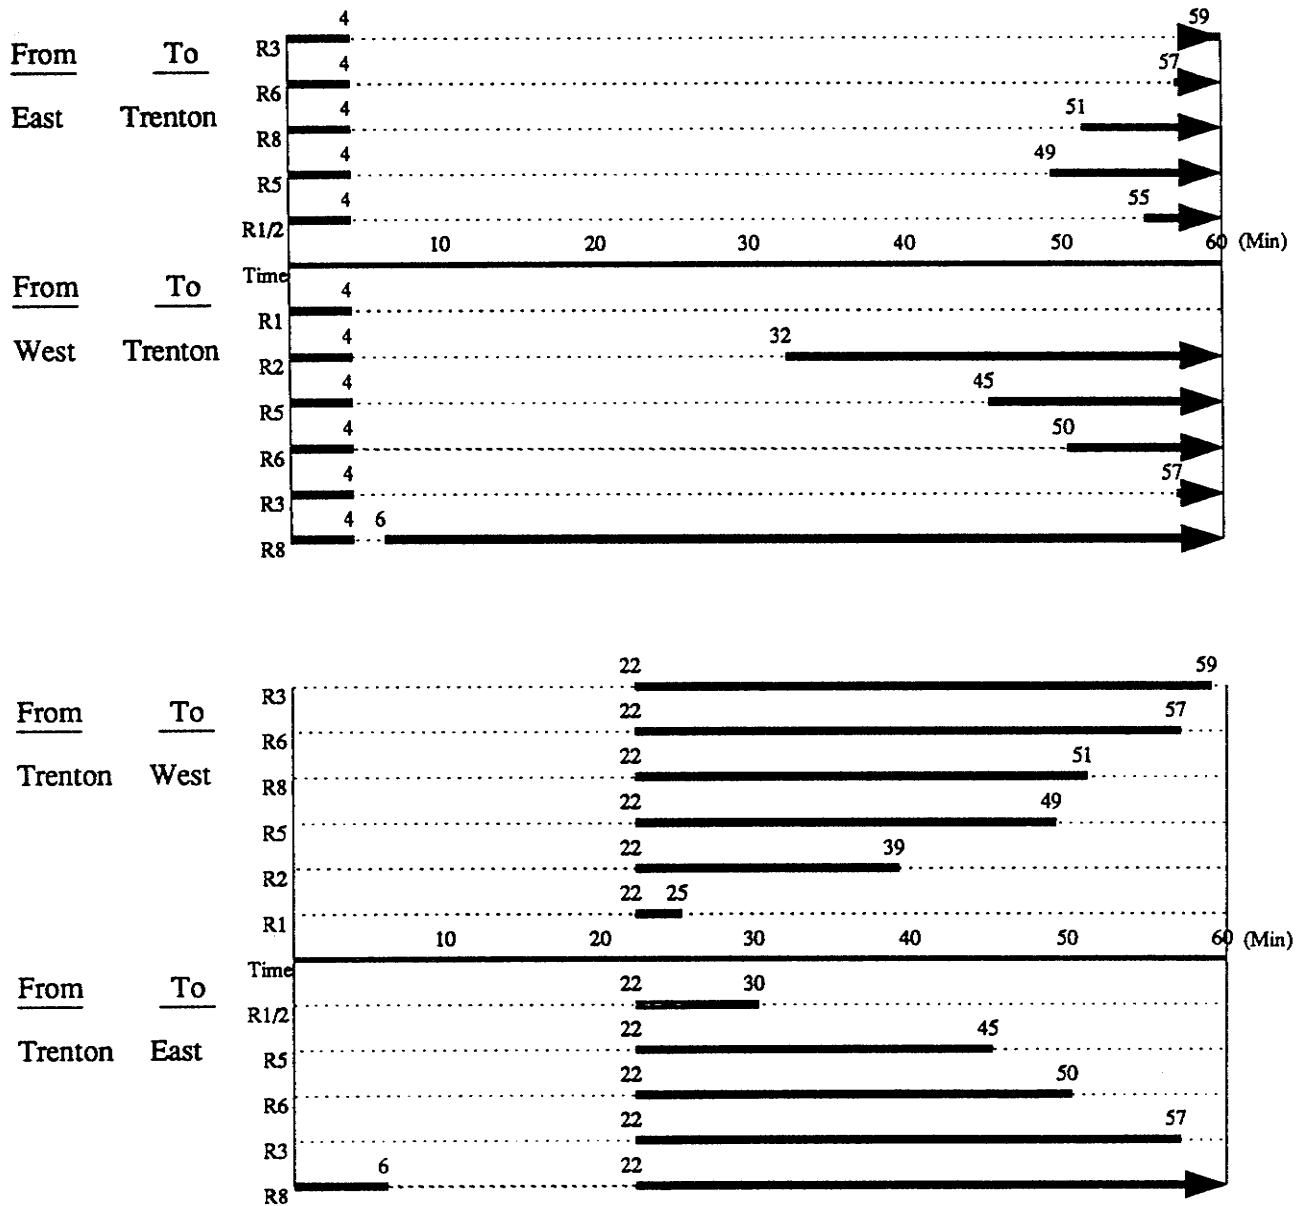 4 59
From To R3
4 57
R6
East Trenton 4 51
R8
4 49
R5
4 55
R1/2 10 20 30 40 50 60 (Min)
Time
From To 4
R1
West Trenton 4 32
R2
4 45
R5
4 50
R6
4 57
R3
4 6
R8
22 59
R3
From To 22 57
R6
Trenton West 22 51
R8
22 49
R5
22 39
R2
22 25
R1
10 20 30 40 50 60 (Min)
Time
From To 22 30
R1/2
Trenton East 22 45
R5
22 50
R6
22 57
R3
6 22
R8